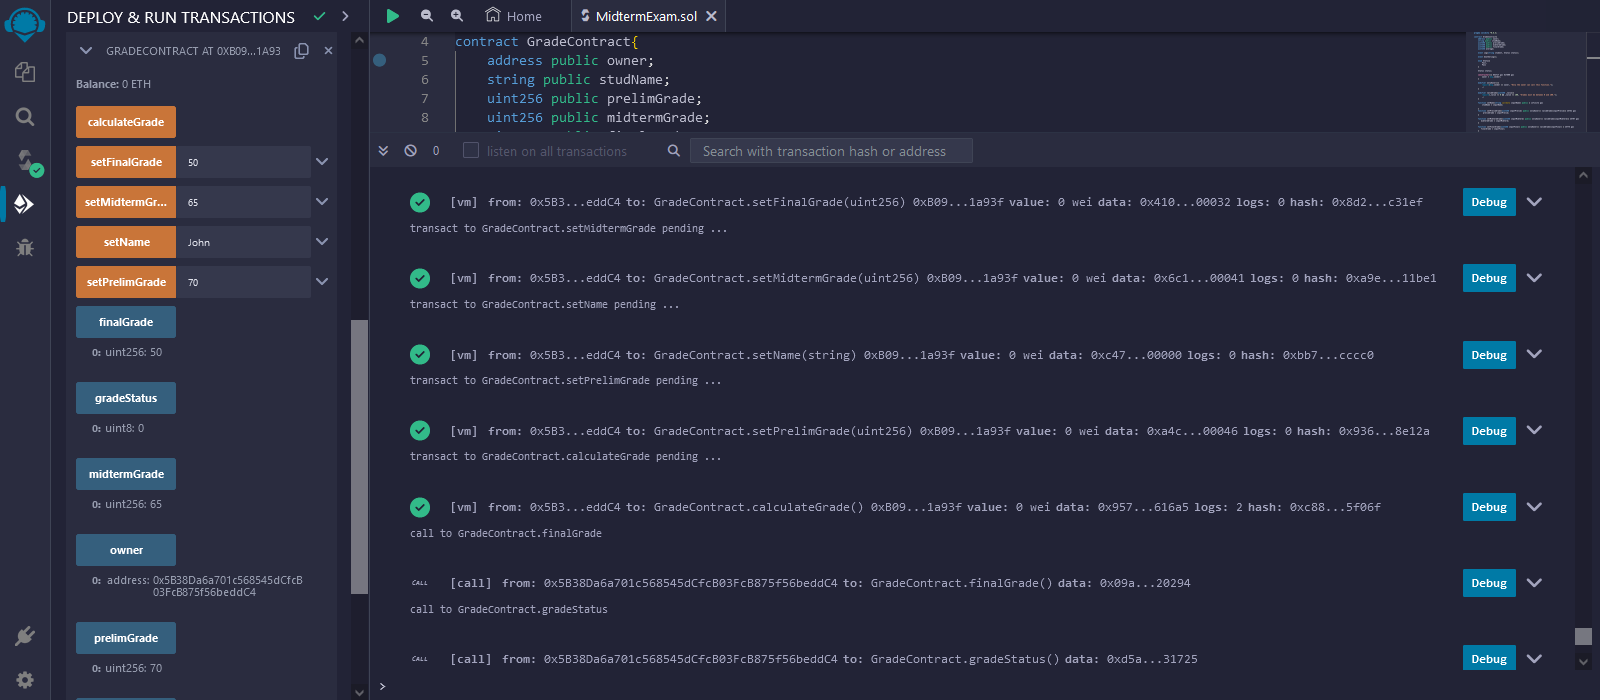 DEPLOY & RUN TRANSACTIONS
GRADECONTRACT AT 0XB09...1A93
Balance: 0 ETH
calculateGrade
setFinalGrade 50
setMidtermGr... 65
setName John
setPrelimGrade 70
finalGrade
0: uint256: 50
gradeStatus
0: uint8: 0
midtermGrade
0: uint256: 65
owner
0: address: 0x5B38Da6a701c568545dCfcB
03FcB875f56beddC4
prelimGrade
0: uint256: 70
Home
MidtermExam.sol
4 contract GradeContract{
5 address public owner;
6 string public studName;
7 uint256 public prelimGrade;
8 uint256 public midtermGrade;
0 listen on all transactions Search with transaction hash or address
[vm] from: 0x5B3...eddC4 to: GradeContract.setFinalGrade(uint256) 0xB09...1a93f value: 0 wei data: 0x410...00032 logs: 0 hash: 0x8d2...c31ef Debug
transact to GradeContract.setMidtermGrade pending ...
[vm] from: 0x5B3...eddC4 to: GradeContract.setMidtermGrade(uint256) 0xB09...1a93f value: 0 wei data: 0x6c1...00041 logs: 0 hash: 0xa9e...11be1 Debug
transact to GradeContract.setName pending ...
[vm] from: 0x5B3...eddC4 to: GradeContract.setName(string) 0xB09...1a93f value: 0 wei data: 0xc47...00000 logs: 0 hash: 0xbb7...cccc0 Debug
transact to GradeContract.setPrelimGrade pending ...
[vm] from: 0x5B3...eddC4 to: GradeContract.setPrelimGrade(uint256) 0xB09...1a93f value: 0 wei data: 0xa4c...00046 logs: 0 hash: 0x936...8e12a Debug
transact to GradeContract.calculateGrade pending ...
[vm] from: 0x5B3...eddC4 to: GradeContract.calculateGrade() 0xB09...1a93f value: 0 wei data: 0x957...616a5 logs: 2 hash: 0xc88...5f06f Debug
call to GradeContract.finalGrade
CALL [call] from: 0x5B38Da6a701c568545dCfcB03FcB875f56beddC4 to: GradeContract.finalGrade() data: 0x09a...20294 Debug
call to GradeContract.gradeStatus
CALL [call] from: 0x5B38Da6a701c568545dCfcB03FcB875f56beddC4 to: GradeContract.gradeStatus() data: 0xd5a...31725 Debug
>